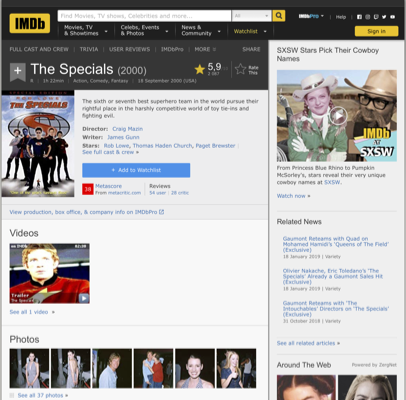 IMDb
Find Movies, TV shows, Celebrities and more...
All
IMDbPro
Help
Movies, TV
& Showtimes
Celebs, Events
& Photos
News &
Community
Watchlist
Sign in
FULL CAST AND CREW | TRIVIA | USER REVIEWS | IMDbPro | MORE
SHARE
The Specials (2000)
R | 1h 22min | Action, Comedy, Fantasy | 18 September 2000 (USA)
5,9
Rate
This
THE SPECIALS
The sixth or seventh best superhero team in the world pursue their
rightful place in the harshly competitive world of toy tie-ins and
fighting evil.
Director: Craig Mazin
Writer: James Gunn
Stars: Rob Lowe, Thomas Haden Church, Paget Brewster
See full cast & crew »
+ Add to Watchlist
Metascore
From metacritic.com
Reviews
28 critic
View production, box office, & company info on IMDbPro
Videos
Trailer
See all 1 video »
Photos
See all 37 photos »
SXSW Stars Pick Their Cowboy
Names
IMDb
AT
SXSW
From Princess Blue Rhino to Pumpkin
McSorley's, stars reveal their very unique
cowboy names at SXSW.
Watch now »
Related News
Gaumont Reteams with Quad on
Mohamed Hamidi's 'Queens of The Field'
(Exclusive)
18 January 2019 | Variety
Olivier Nakache, Eric Toledano's 'The
Specials' Already a Gaumont Sales Hit
(Exclusive)
18 January 2019 | Variety
Gaumont Reteams with 'The
Intouchables' Directors on 'The Specials'
(Exclusive)
31 October 2018 | Variety
See all related articles »
Around The Web
Powered by ZergNet